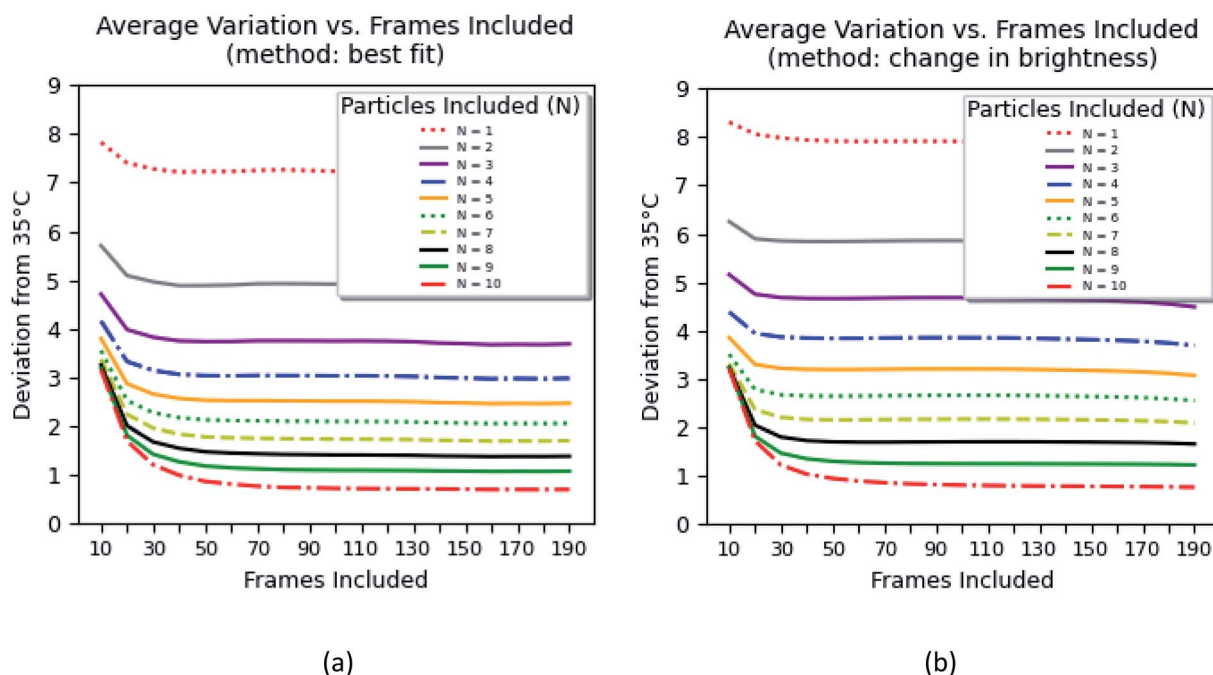 Average Variation vs. Frames Included
(method: best fit)
9
8
7
6
5
4
3
2
1
0
Deviation from 35°C
Particles Included (N)
N = 1
N = 2
N = 3
N = 4
N = 5
N = 6
N = 7
N = 8
N = 9
N = 10
10 30 50 70 90 110 130 150 170 190
Frames Included
(a)
Average Variation vs. Frames Included
(method: change in brightness)
9
8
7
6
5
4
3
2
1
0
Deviation from 35°C
Particles Included (N)
N = 1
N = 2
N = 3
N = 4
N = 5
N = 6
N = 7
N = 8
N = 9
N = 10
10 30 50 70 90 110 130 150 170 190
Frames Included
(b)